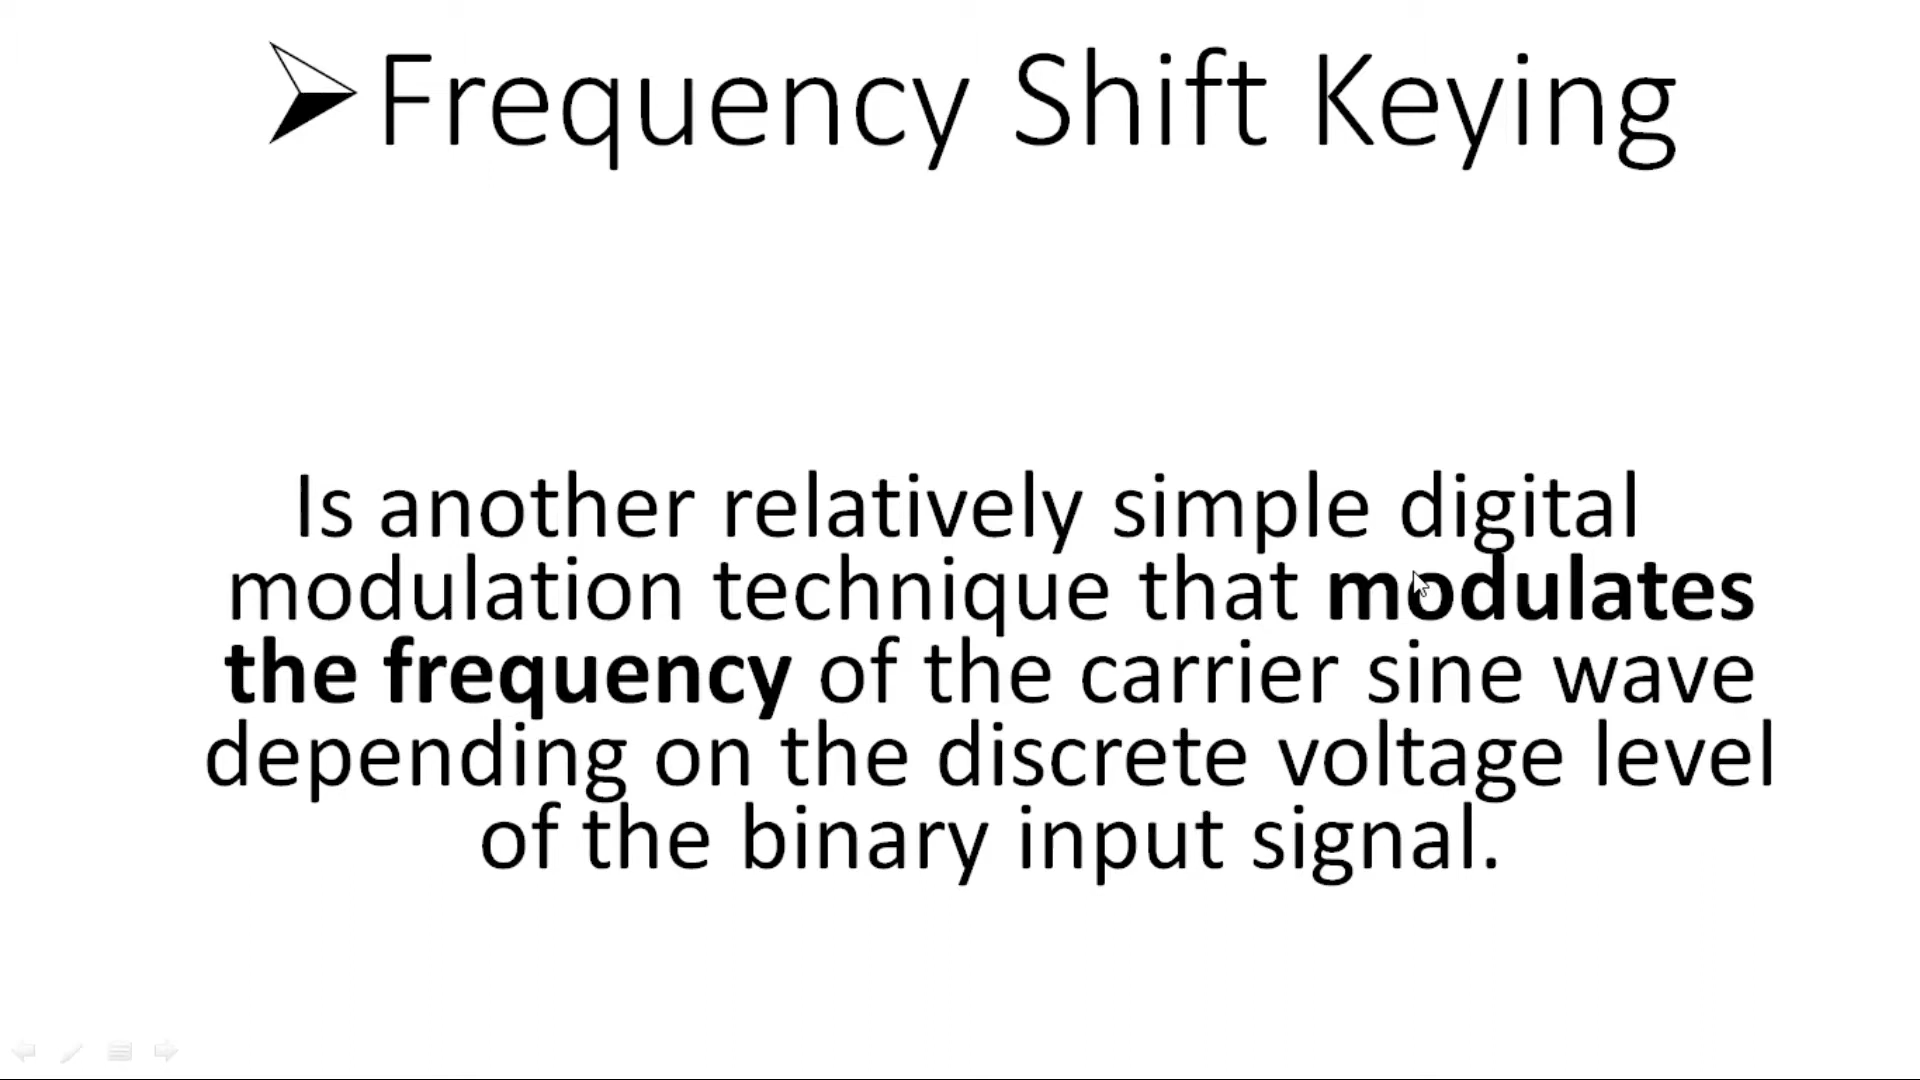 ➢Frequency Shift Keying
Is another relatively simple digital
modulation technique that modulates
the frequency of the carrier sine wave
depending on the discrete voltage level
of the binary input signal.